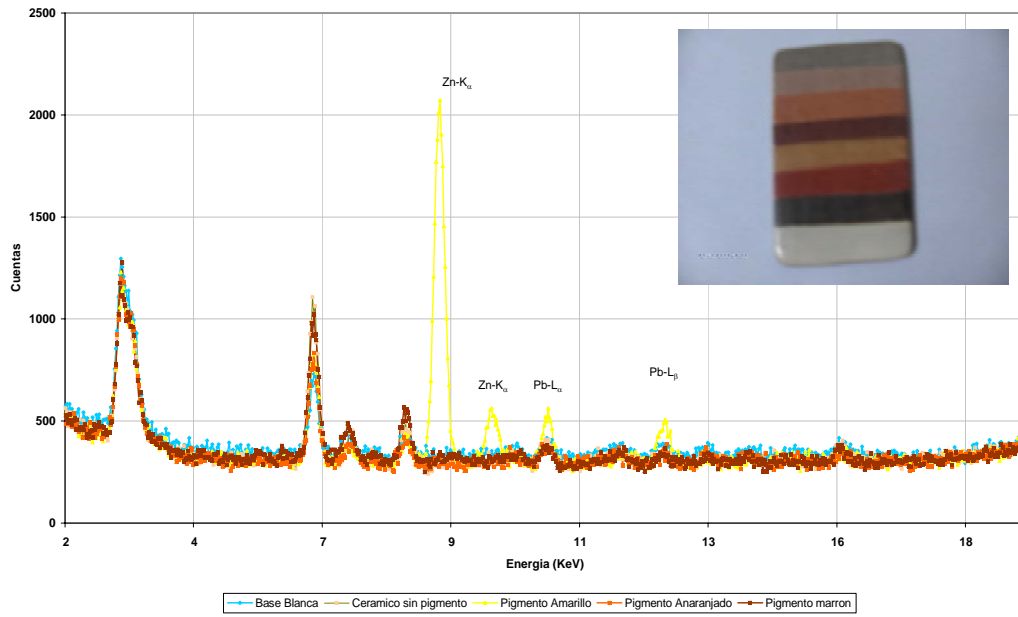 2500
2000
1500
1000
500
0
Cuentas
Zn-Kα
Zn-Kα
Pb-Lα
Pb-Lβ
2 4 7 9 11 13 16 18
Energia (KeV)
Base Blanca Ceramico sin pigmento Pigmento Amarillo Pigmento Anaranjado Pigmento marron